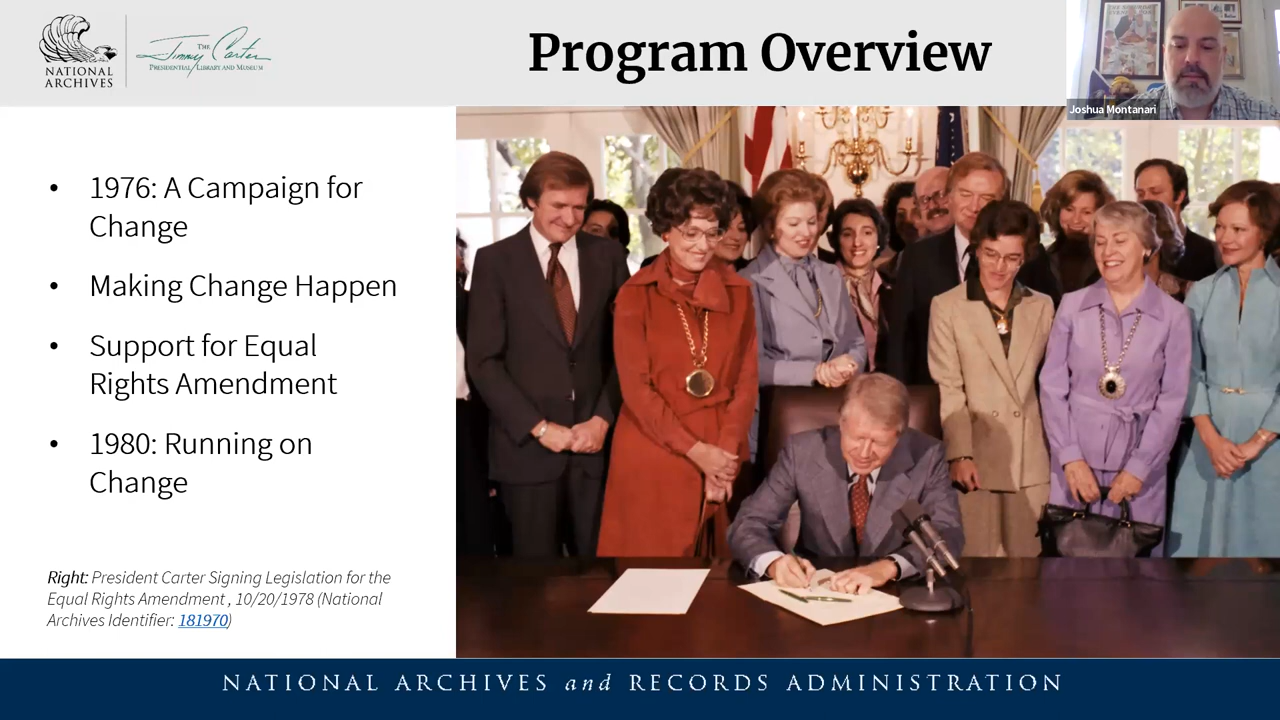 NATIONAL
ARCHIVES
THE
Jimmy Carter
PRESIDENTIAL LIBRARY AND MUSEUM
Program Overview
Joshua Montanari
• 1976: A Campaign for
Change
• Making Change Happen
• Support for Equal
Rights Amendment
• 1980: Running on
Change
Right: President Carter Signing Legislation for the
Equal Rights Amendment , 10/20/1978 (National
Archives Identifier: 181970)
NATIONAL ARCHIVES and RECORDS ADMINISTRATION